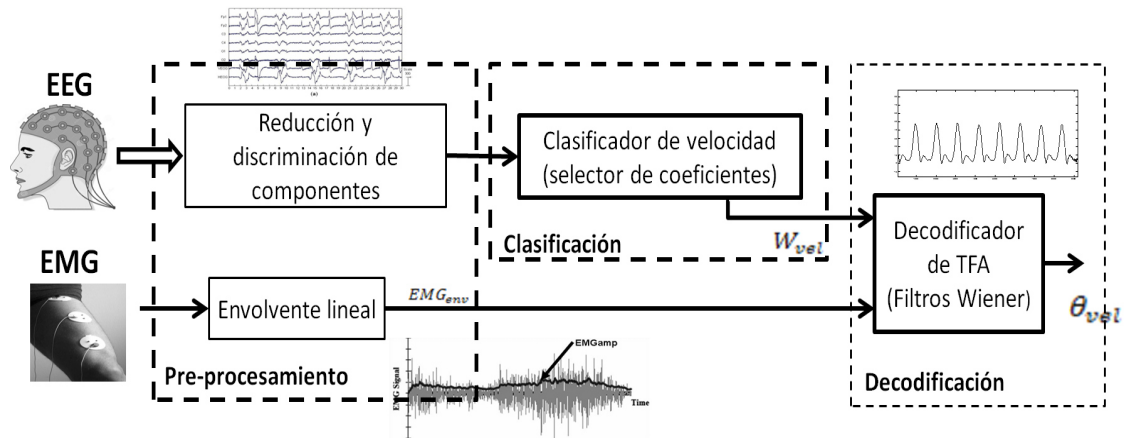 EEG
Reducción y
discriminación de
componentes
Clasificador de velocidad
(selector de coeficientes)
Clasificación
W_vel
Decodificador
de TFA
(Filtros Wiener)
θ_vel
EMG
Envolvente lineal
EMG_env
Pre-procesamiento
EMGamp
EMG Signal
Time
Decodificación
(a)